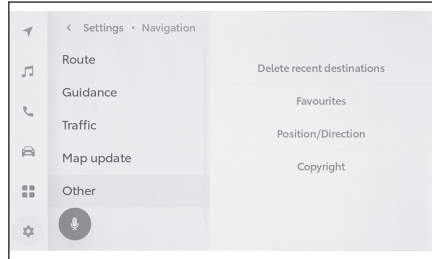 < Settings • Navigation
Route
Guidance
Traffic
Map update
Other
Delete recent destinations
Favourites
Position/Direction
Copyright